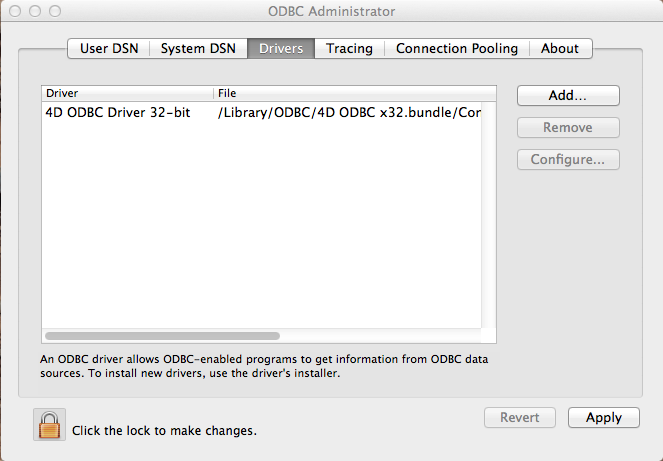 ODBC Administrator
User DSN System DSN Drivers Tracing Connection Pooling About
Driver File
4D ODBC Driver 32-bit /Library/ODBC/4D ODBC x32.bundle/Con
Add...
Remove
Configure...
An ODBC driver allows ODBC-enabled programs to get information from ODBC data
sources. To install new drivers, use the driver's installer.
Click the lock to make changes.
Revert Apply